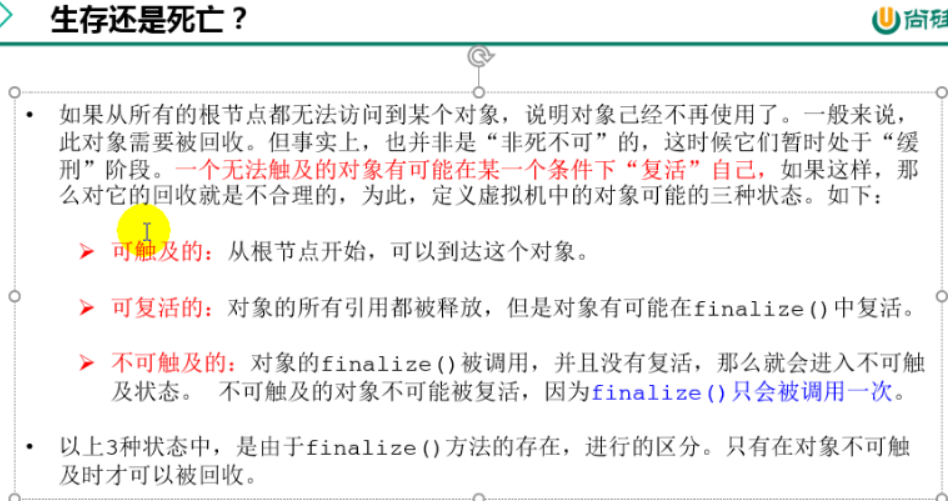 生存还是死亡？
尚硅
• 如果从所有的根节点都无法访问到某个对象，说明对象己经不再使用了。一般来说，
此对象需要被回收。但事实上，也并非是“非死不可”的，这时候它们暂时处于“缓
刑”阶段。一个无法触及的对象有可能在某一个条件下“复活”自己，如果这样，那
么对它的回收就是不合理的，为此，定义虚拟机中的对象可能的三种状态。如下：
➢ 可触及的：从根节点开始，可以到达这个对象。
➢ 可复活的：对象的所有引用都被释放，但是对象有可能在finalize()中复活。
➢ 不可触及的：对象的finalize()被调用，并且没有复活，那么就会进入不可触
及状态。 不可触及的对象不可能被复活，因为finalize()只会被调用一次。
• 以上3种状态中，是由于finalize()方法的存在，进行的区分。只有在对象不可触
及时才可以被回收。